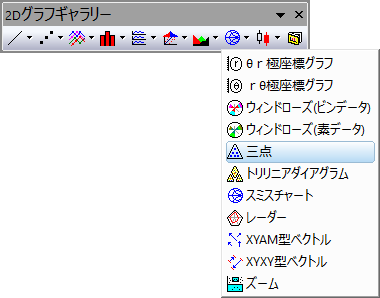 2Dグラフギャラリー
θr極座標グラフ
rθ極座標グラフ
ウィンドローズ(ビンデータ)
ウィンドローズ(素データ)
三点
トリリニアダイアグラム
スミスチャート
レーダー
XYAM型ベクトル
XYXY型ベクトル
ズーム